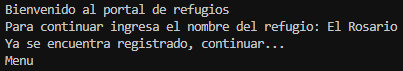 Bienvenido al portal de refugios
Para continuar ingresa el nombre del refugio: El Rosario
Ya se encuentra registrado, continuar...
Menu